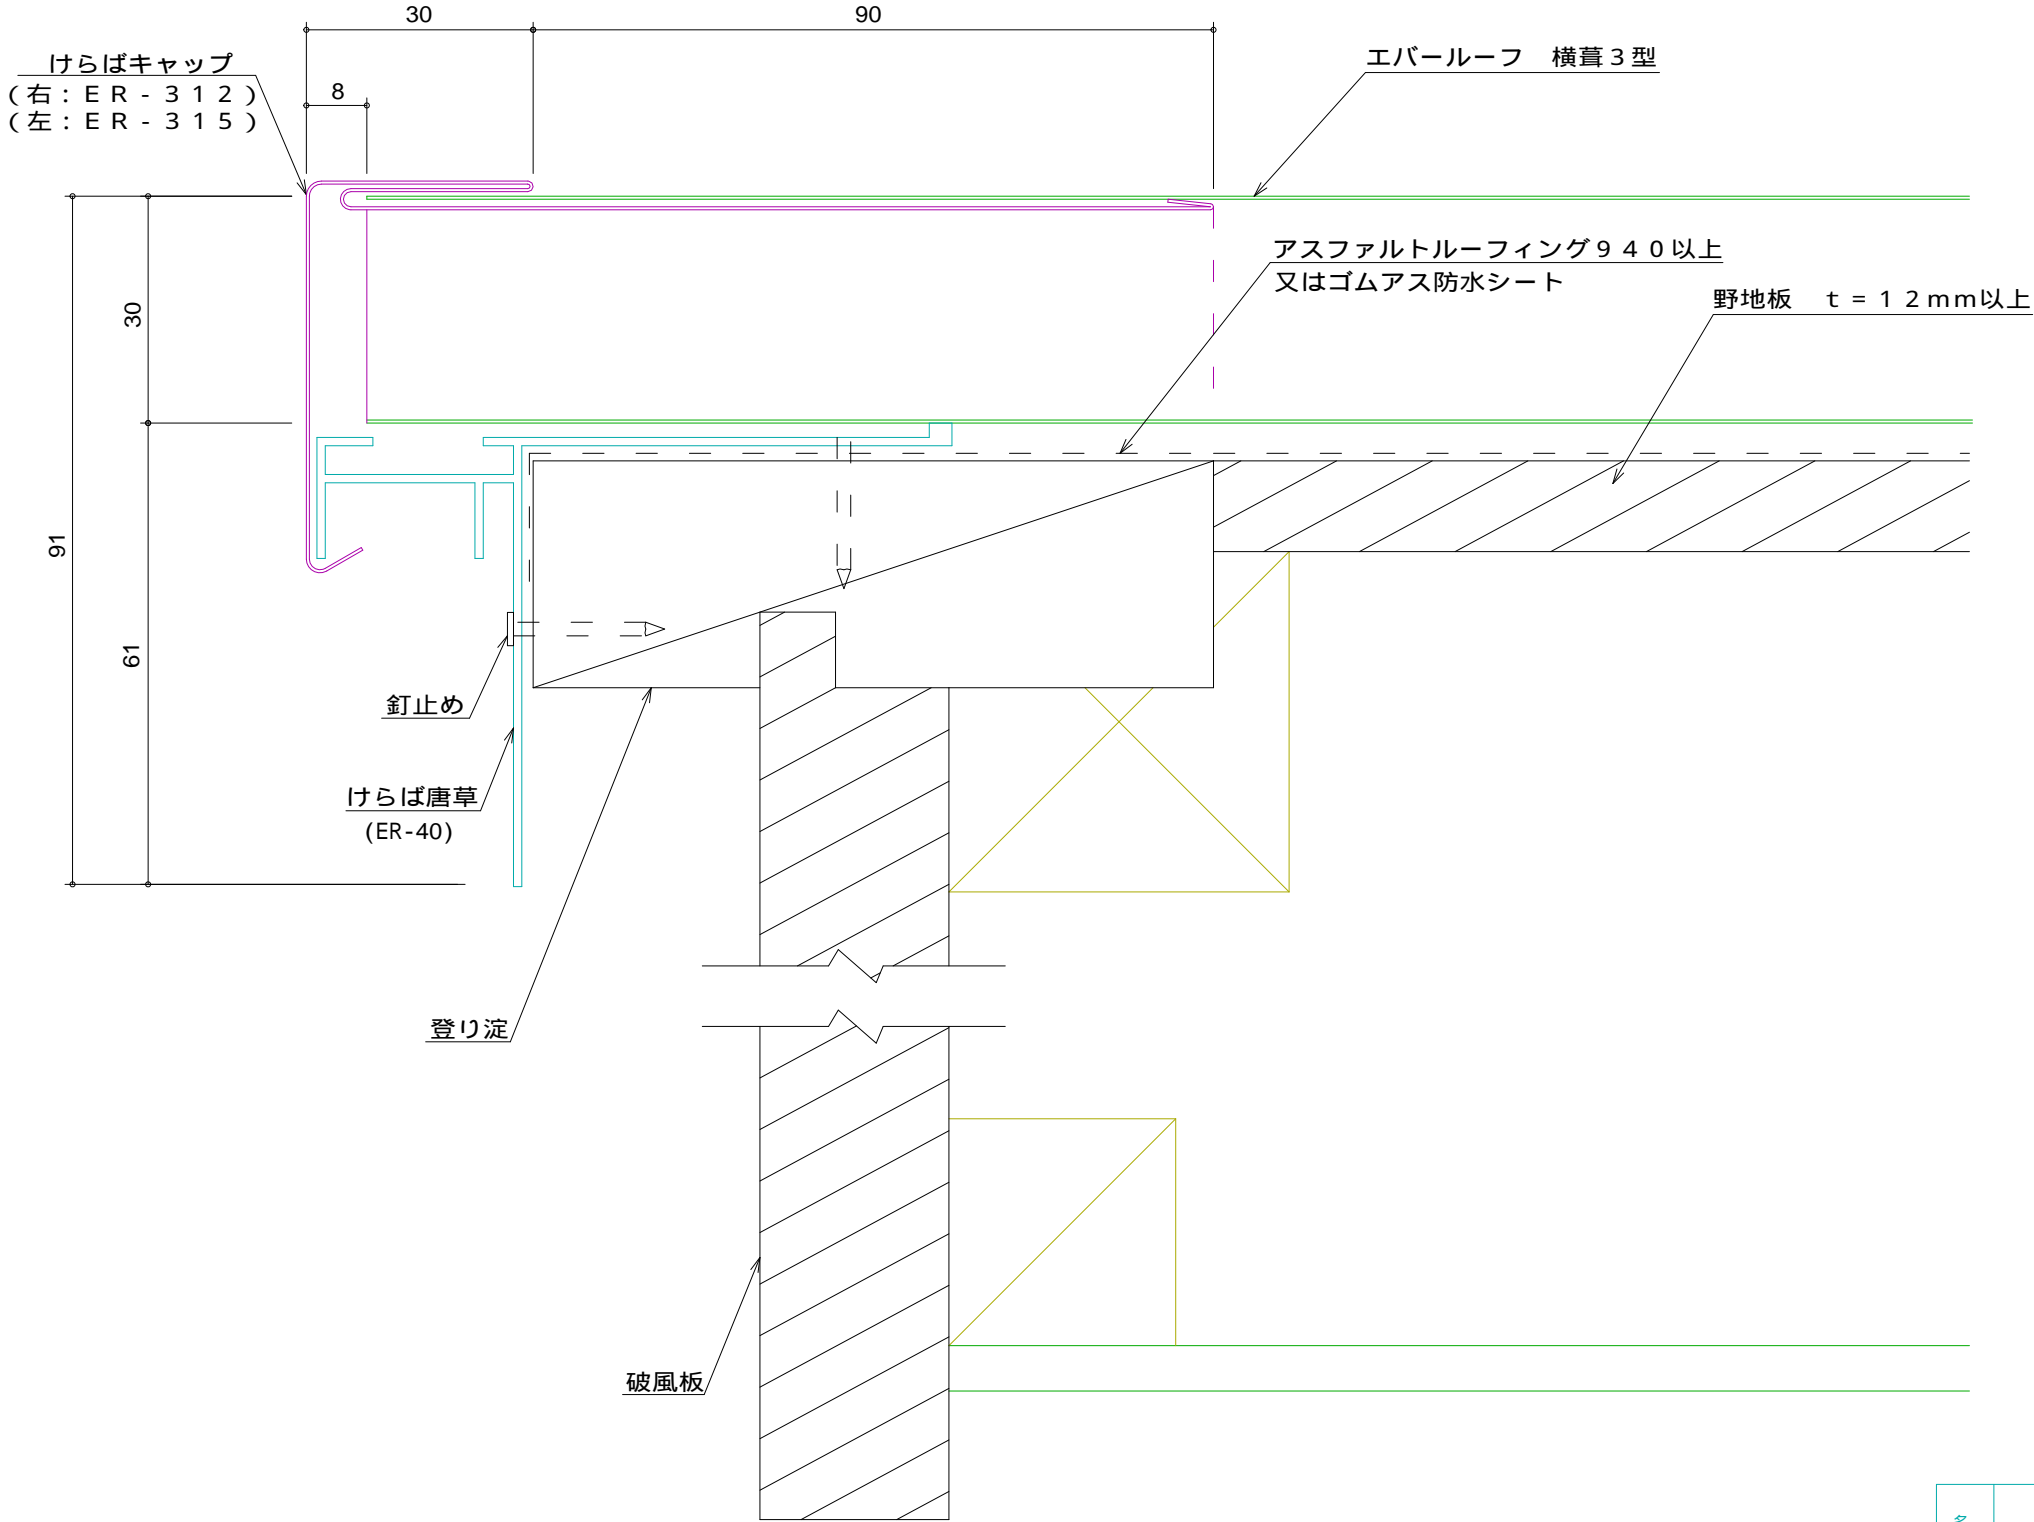 30
90
けらばキャップ
(右：ＥＲ-３１２)
(左：ＥＲ-３１５)
8
エバールーフ　横葺３型
アスファルトルーフィング９４０以上
又はゴムアス防水シート
野地板　ｔ＝１２mm以上
30
91
61
釘止め
けらば唐草
(ER-40)
登り淀
破風板
名